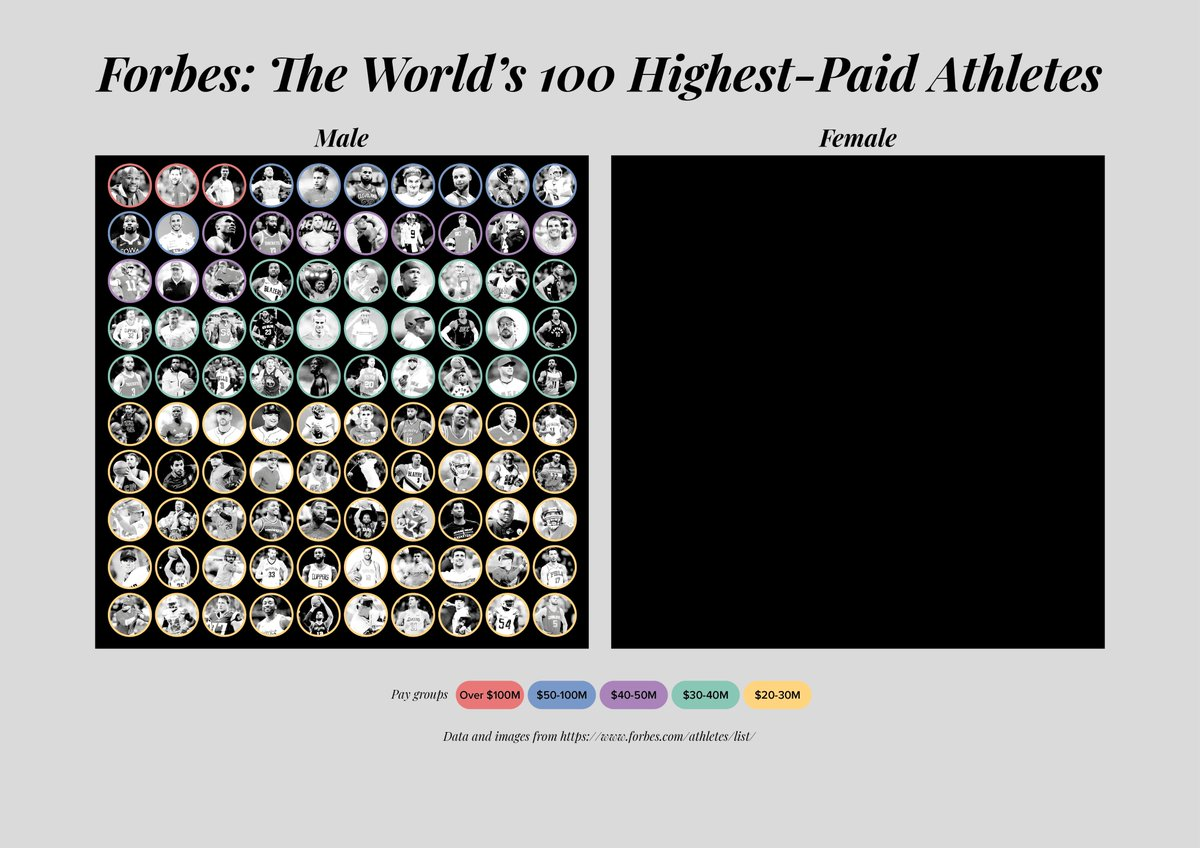 Forbes: The World's 100 Highest-Paid Athletes
Male
Female
Pay groups
Over $100M
$50-100M
$40-50M
$30-40M
$20-30M
Data and images from https://www.forbes.com/athletes/list/